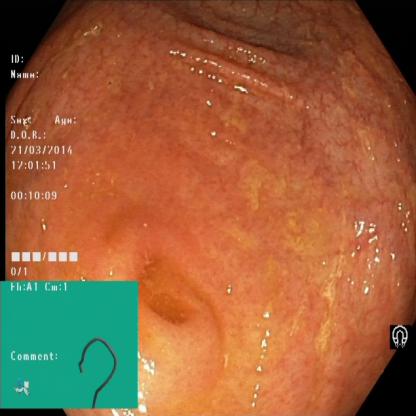 ID:
Name:
Sex: Age:
D.O.B.:
21/03/2014
12:01:51
00:10:09
■■■/■■■
0/1
Eh:A1 Cm:1
Comment: